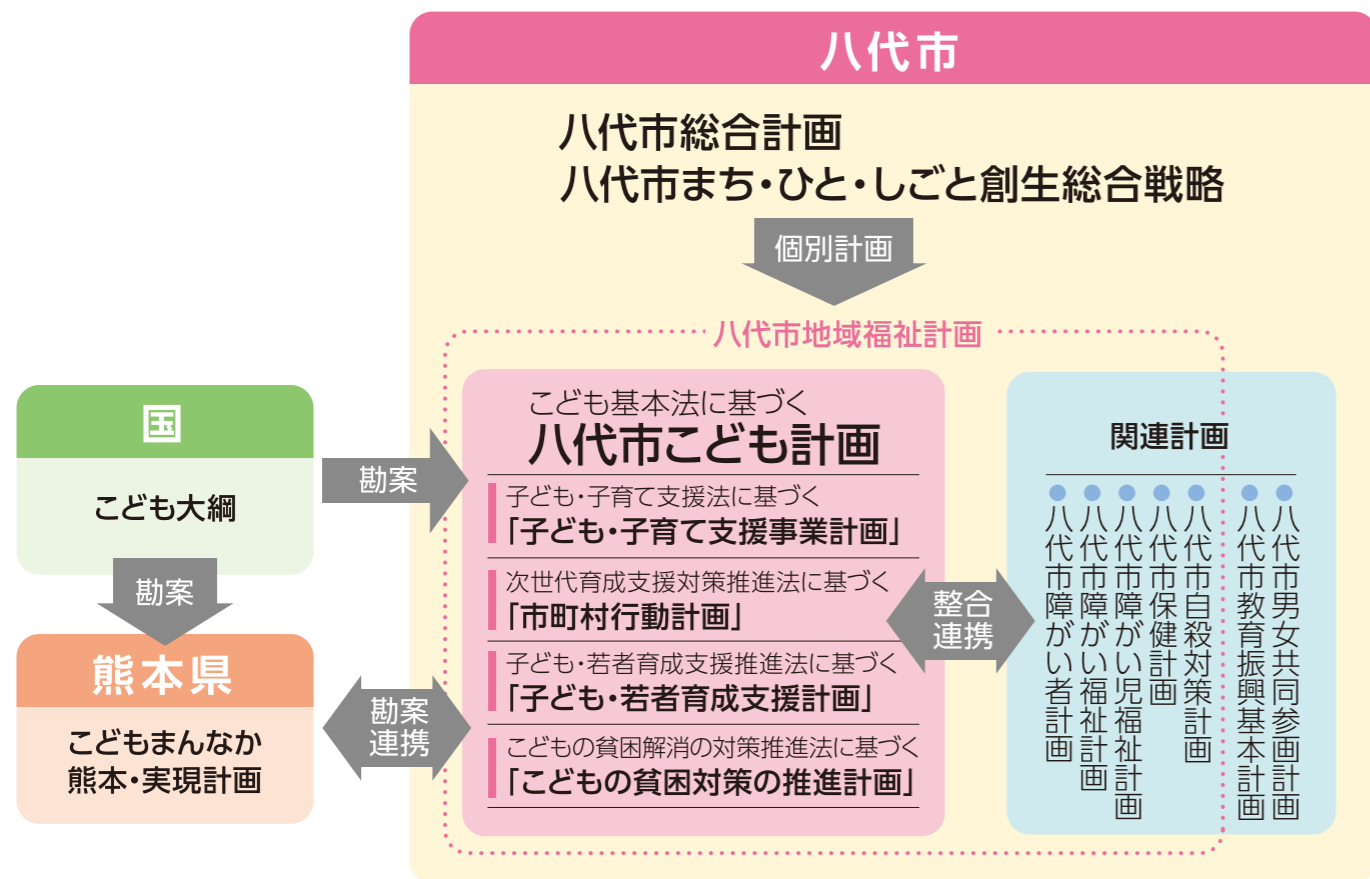 八代市
八代市総合計画
八代市まち・ひと・しごと創生総合戦略
個別計画
八代市地域福祉計画
国
こども大綱
勘案
熊本県
こどもまんなか
熊本・実現計画
勘案
勘案
連携
こども基本法に基づく
八代市こども計画
子ども・子育て支援法に基づく
「子ども・子育て支援事業計画」
次世代育成支援対策推進法に基づく
「市町村行動計画」
子ども・若者育成支援推進法に基づく
「子ども・若者育成支援計画」
こどもの貧困解消の対策推進法に基づく
「こどもの貧困対策の推進計画」
整合
連携
関連計画
●八代市障がい者計画
●八代市障がい福祉計画
●八代市障がい児福祉計画
●八代市保健計画
●八代市自殺対策計画
●八代市教育振興基本計画
●八代市男女共同参画計画